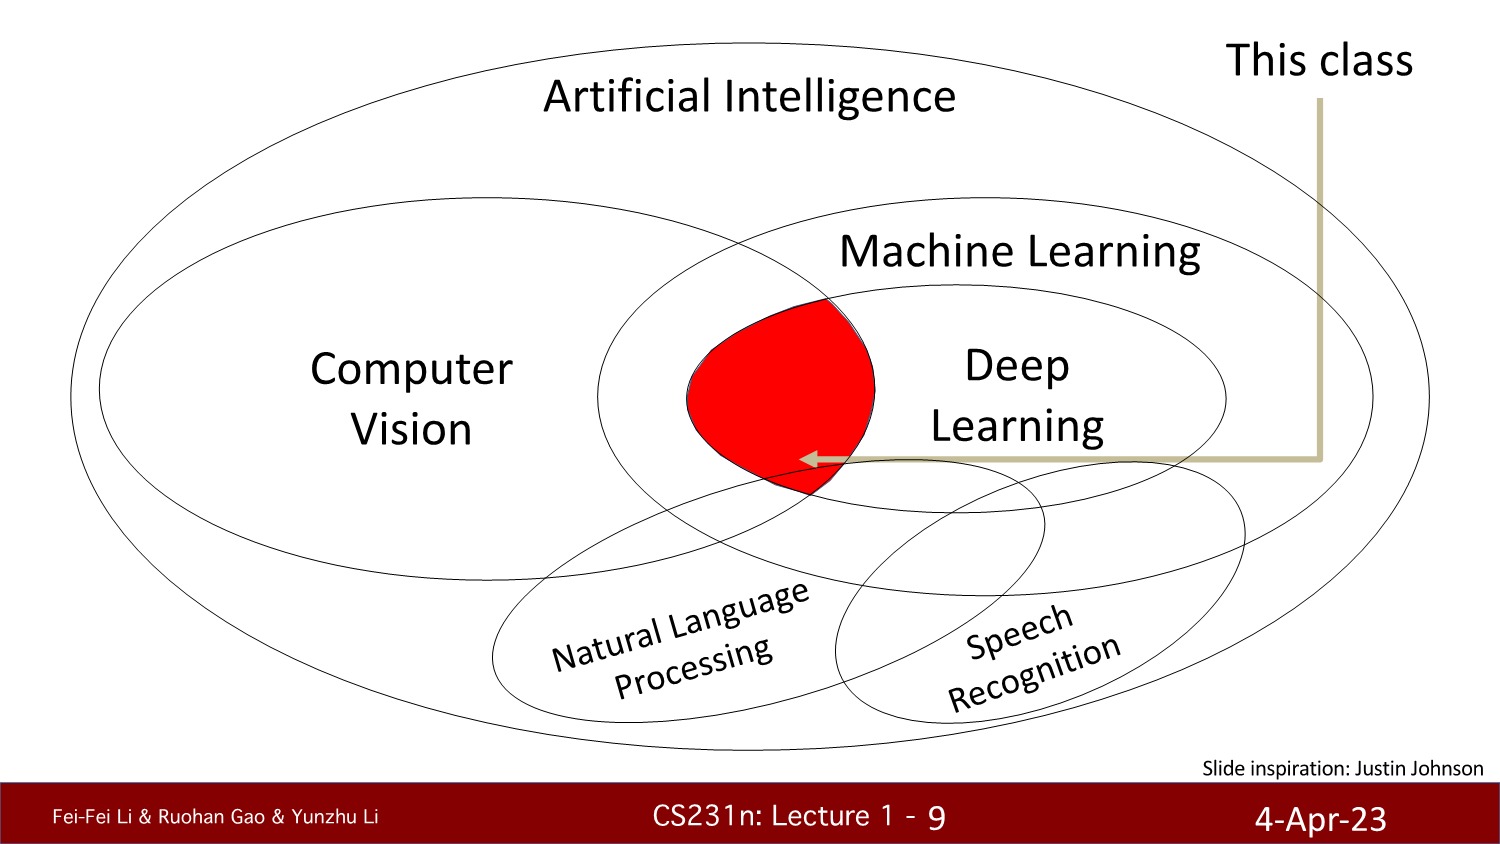 This class
Artificial Intelligence
Machine Learning
Computer
Vision
Deep
Learning
Natural Language
Processing
Speech
Recognition
Slide inspiration: Justin Johnson
Fei-Fei Li & Ruohan Gao & Yunzhu Li
CS231n: Lecture 1 - 9
4-Apr-23